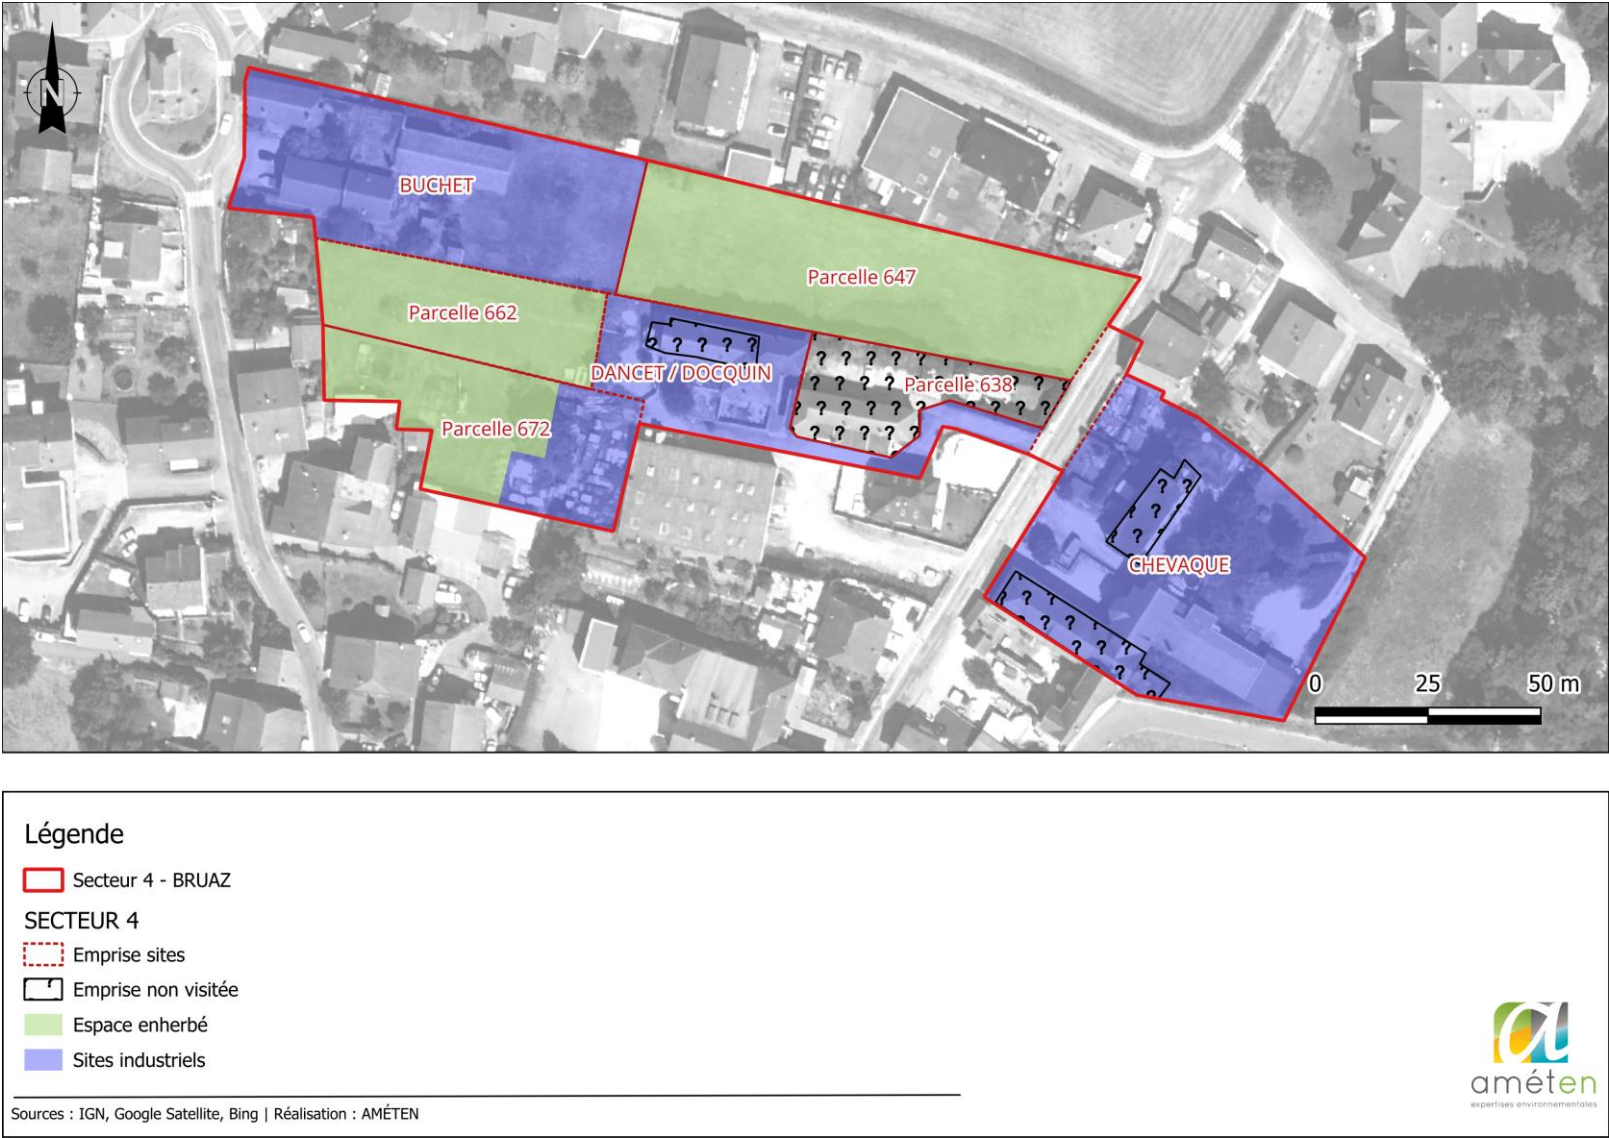 N
BUCHET
Parcelle 647
Parcelle 662
DANCET / DOCQUIN
Parcelle 638
Parcelle 672
CHEVAQUE
0 25 50 m
Légende
Secteur 4 - BRUAZ
SECTEUR 4
Emprise sites
Emprise non visitée
Espace enherbé
Sites industriels
Sources : IGN, Google Satellite, Bing | Réalisation : AMÉTEN
a
améten
expertises environnementales